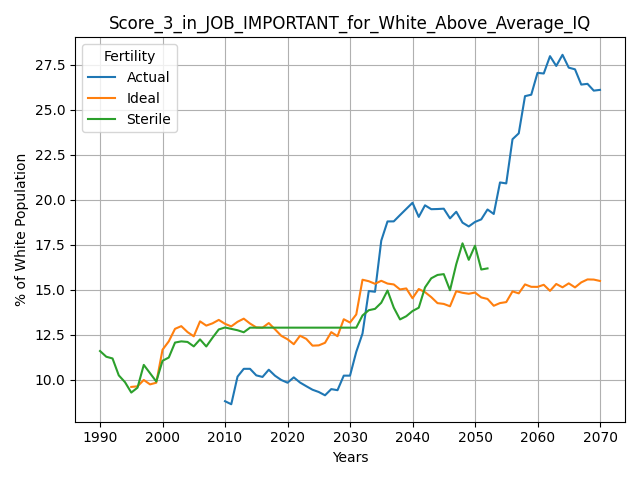 Score_3_in_JOB_IMPORTANT_for_White_Above_Average_IQ
Fertility
Actual
Ideal
Sterile
% of White Population
27.5
25.0
22.5
20.0
17.5
15.0
12.5
10.0
1990 2000 2010 2020 2030 2040 2050 2060 2070
Years